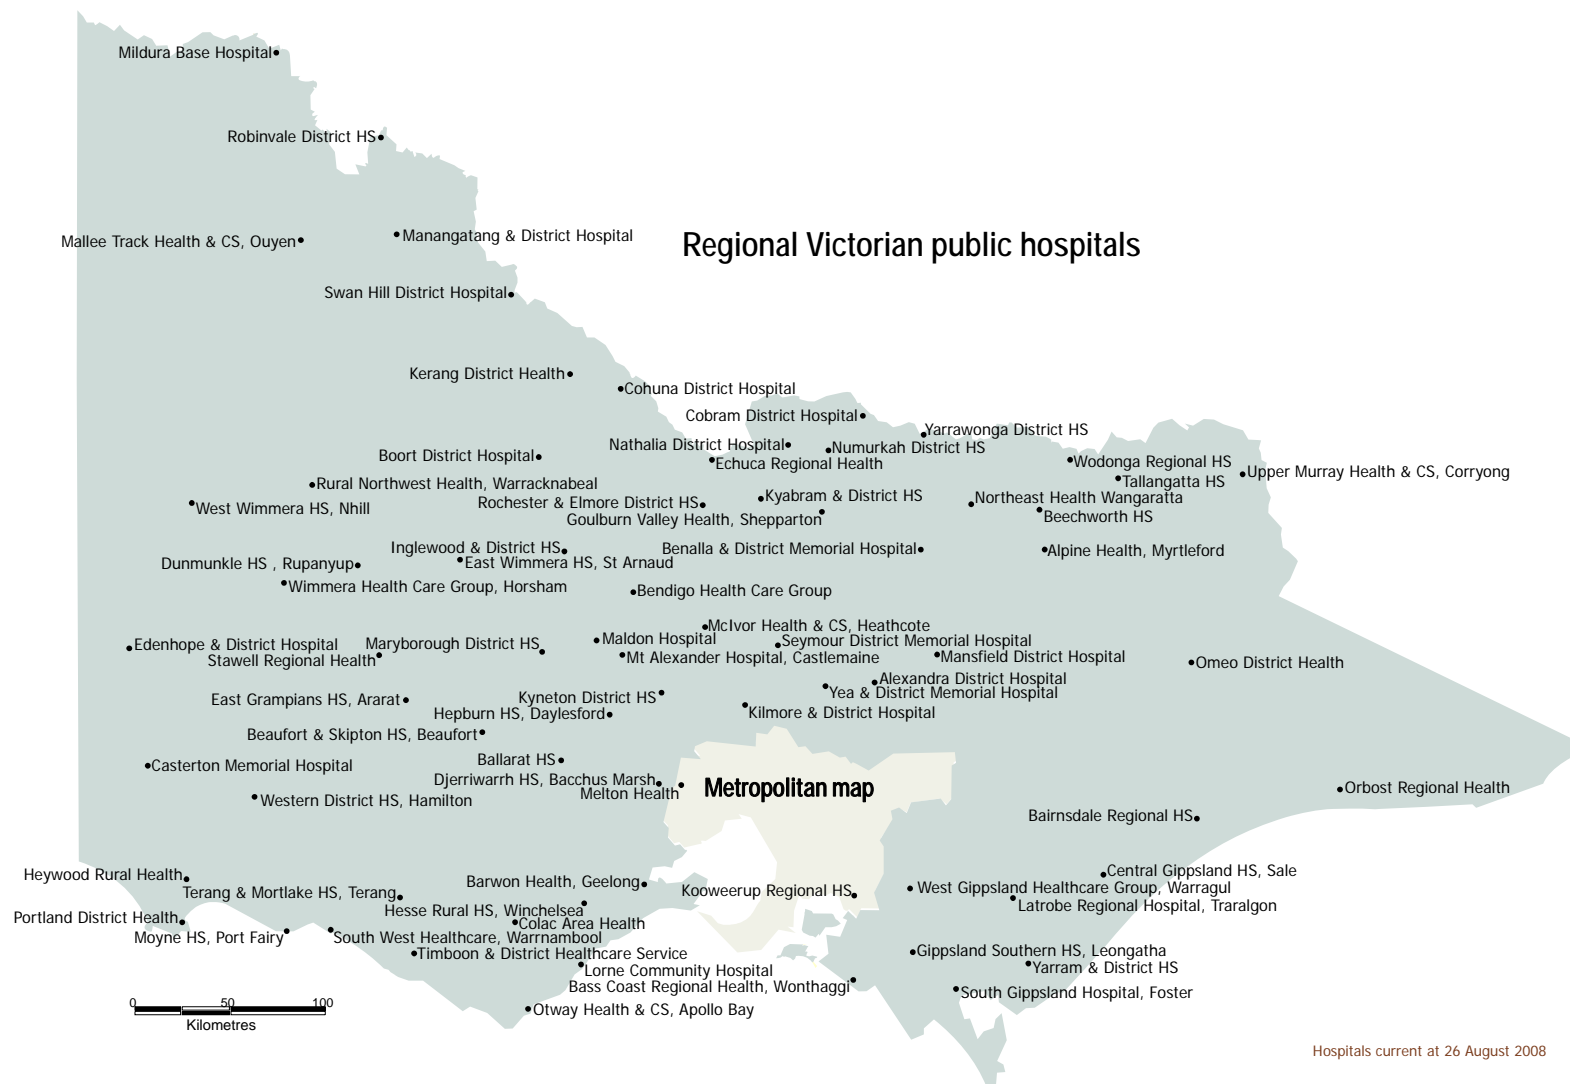 Mildura Base Hospital
Robinvale District HS
Manangatang & District Hospital
Mallee Track Health & CS, Ouyen
Regional Victorian public hospitals
Swan Hill District Hospital
Kerang District Health
Cohuna District Hospital
Cobram District Hospital
Yarrawonga District HS
Nathalia District Hospital
Numurkah District HS
Boort District Hospital
Echuca Regional Health
Wodonga Regional HS
Upper Murray Health & CS, Corryong
Tallangatta HS
Rural Northwest Health, Warracknabeal
Kyabram & District HS
Northeast Health Wangaratta
West Wimmera HS, Nhill
Rochester & Elmore District HS
Goulburn Valley Health, Shepparton
Beechworth HS
Inglewood & District HS
Benalla & District Memorial Hospital
Alpine Health, Myrtleford
East Wimmera HS, St Arnaud
Dunmunkle HS , Rupanyup
Wimmera Health Care Group, Horsham
Bendigo Health Care Group
McIvor Health & CS, Heathcote
Edenhope & District Hospital
Maryborough District HS
Maldon Hospital
Seymour District Memorial Hospital
Stawell Regional Health
Mt Alexander Hospital, Castlemaine
Mansfield District Hospital
Omeo District Health
Alexandra District Hospital
East Grampians HS, Ararat
Kyneton District HS
Yea & District Memorial Hospital
Hepburn HS, Daylesford
Kilmore & District Hospital
Beaufort & Skipton HS, Beaufort
Ballarat HS
Casterton Memorial Hospital
Djerriwarrh HS, Bacchus Marsh
Metropolitan map
Melton Health
Orbost Regional Health
Western District HS, Hamilton
Bairnsdale Regional HS
Heywood Rural Health
Central Gippsland HS, Sale
Barwon Health, Geelong
Terang & Mortlake HS, Terang
Kooweerup Regional HS
West Gippsland Healthcare Group, Warragul
Latrobe Regional Hospital, Traralgon
Hesse Rural HS, Winchelsea
Portland District Health
Colac Area Health
Moyne HS, Port Fairy
South West Healthcare, Warrnambool
Timboon & District Healthcare Service
Gippsland Southern HS, Leongatha
Lorne Community Hospital
Yarram & District HS
Bass Coast Regional Health, Wonthaggi
South Gippsland Hospital, Foster
0 50 100
Otway Health & CS, Apollo Bay
Kilometres
Hospitals current at 26 August 2008